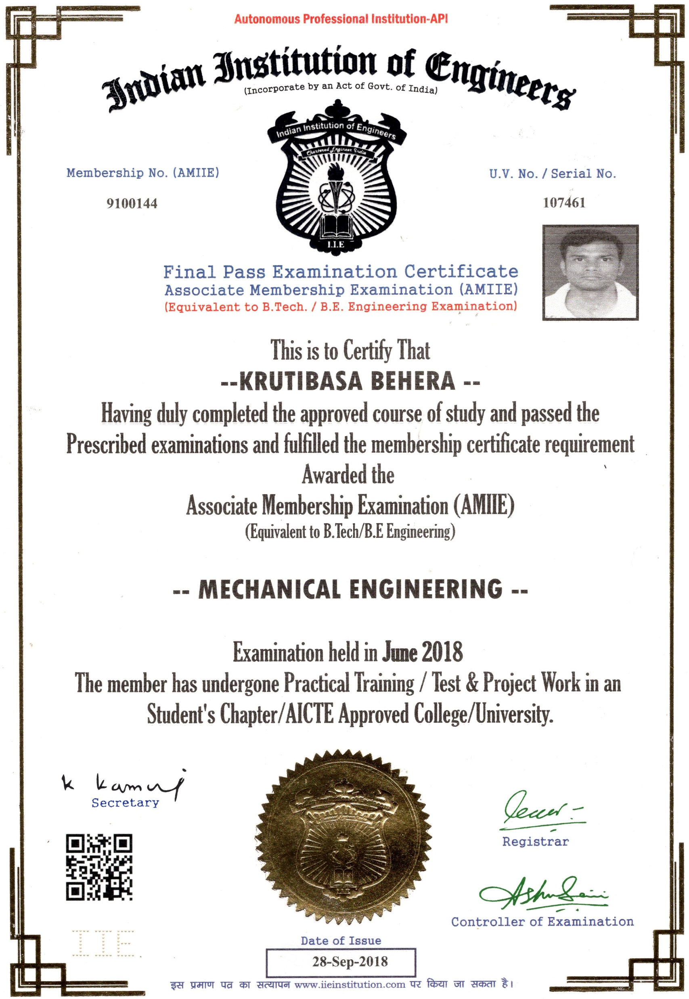 Autonomous Professional Institution-API
Indian Institution of Engineers
(Incorporate by an Act of Govt. of India)
Indian Institution of Engineers
Chartered Engineer India
I.I.E
Membership No. (AMIIE)
9100144
U.V. No. / Serial No.
107461
Final Pass Examination Certificate
Associate Membership Examination (AMIIE)
(Equivalent to B.Tech. / B.E. Engineering Examination)
This is to Certify That
--KRUTIBASA BEHERA --
Having duly completed the approved course of study and passed the
Prescribed examinations and fulfilled the membership certificate requirement
Awarded the
Associate Membership Examination (AMIIE)
(Equivalent to B.Tech/B.E Engineering)
-- MECHANICAL ENGINEERING --
Examination held in June 2018
The member has undergone Practical Training / Test & Project Work in an
Student's Chapter/AICTE Approved College/University.
K Kamraj
Secretary
Registrar
Controller of Examination
IIE
Date of Issue
28-Sep-2018
इस प्रमाण पत्र का सत्यापन www.iieinstitution.com पर किया जा सकता है।